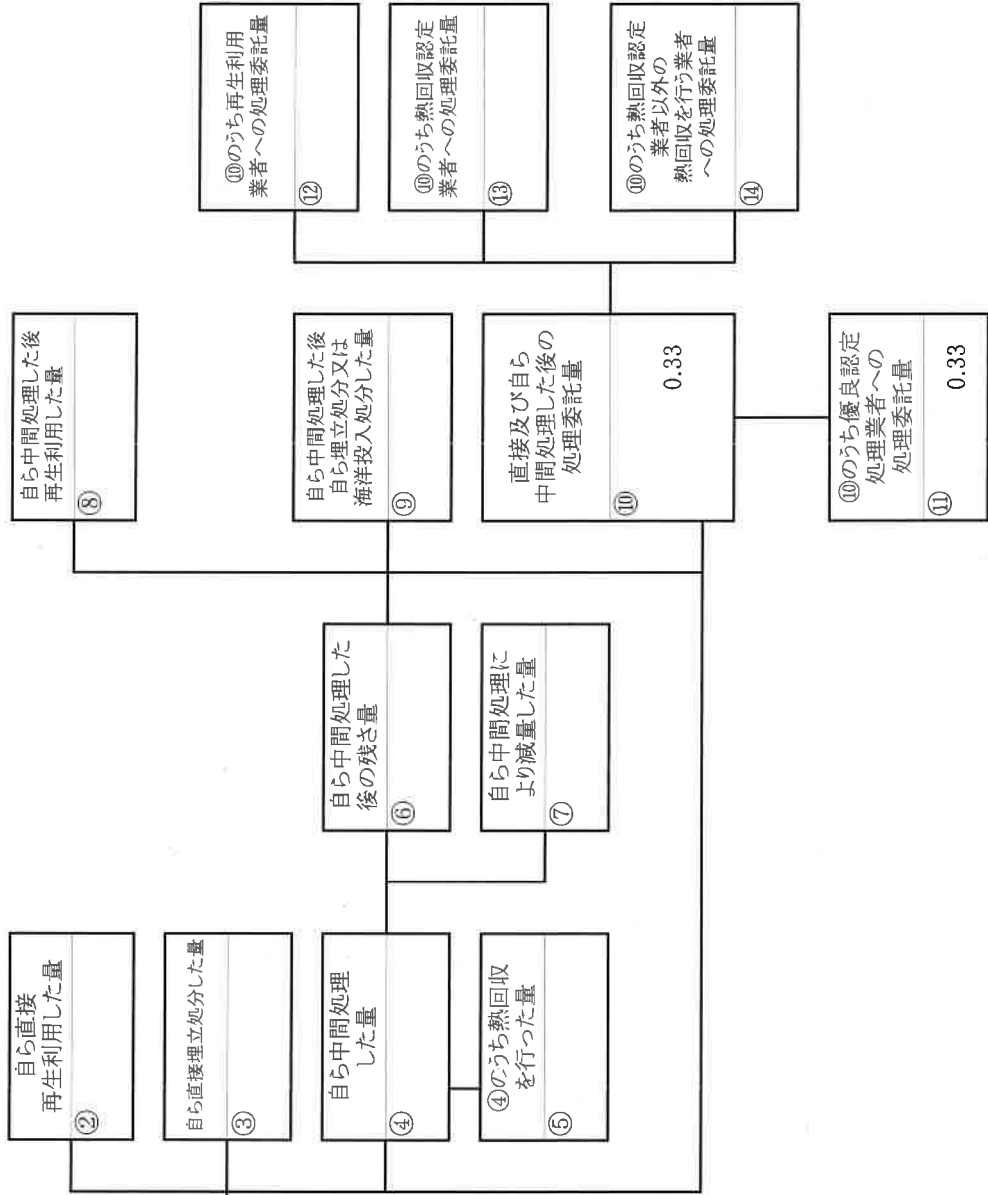 自ら直接
再生利用した量
②
自ら直接埋立処分した量
③
自ら中間処理
した量
④
④のうち熱回収
を行った量
⑤
自ら中間処理した
後の残さ量
⑥
自ら中間処理に
より減量した量
⑦
自ら中間処理した後
再生利用した量
⑧
自ら中間処理した後
自ら埋立処分又は
海洋投入処分した量
⑨
直接及び自ら
中間処理した後の
処理委託量
⑩
0.33
⑩のうち優良認定
処理業者への
処理委託量
⑪
0.33
⑩のうち再生利用
業者への処理委託量
⑫
⑩のうち熱回収認定
業者への処理委託量
⑬
⑩のうち熱回収認定
業者以外の
熱回収を行う業者
への処理委託量
⑭